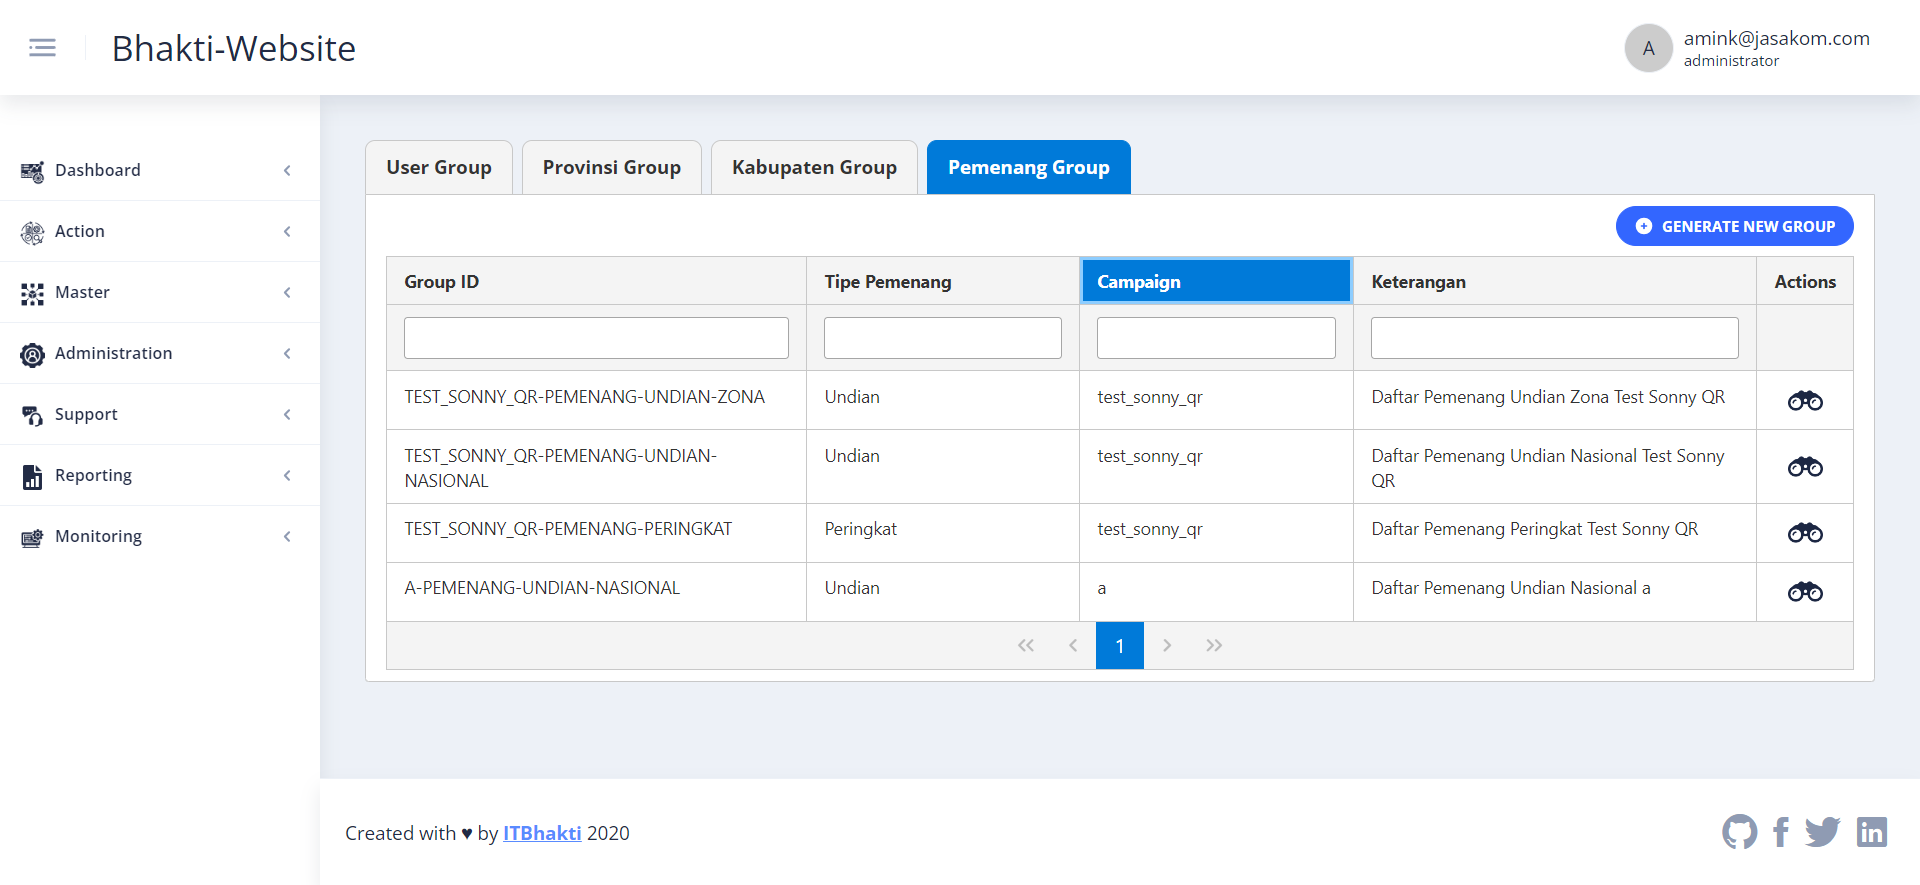 Bhakti-Website
A
amink@jasakom.com
administrator
Dashboard
Action
Master
Administration
Support
Reporting
Monitoring
User Group
Provinsi Group
Kabupaten Group
Pemenang Group
GENERATE NEW GROUP
Group ID Tipe Pemenang Campaign Keterangan Actions
TEST_SONNY_QR-PEMENANG-UNDIAN-ZONA Undian test_sonny_qr Daftar Pemenang Undian Zona Test Sonny QR
TEST_SONNY_QR-PEMENANG-UNDIAN- Undian test_sonny_qr Daftar Pemenang Undian Nasional Test Sonny
NASIONAL QR
TEST_SONNY_QR-PEMENANG-PERINGKAT Peringkat test_sonny_qr Daftar Pemenang Peringkat Test Sonny QR
A-PEMENANG-UNDIAN-NASIONAL Undian a Daftar Pemenang Undian Nasional a
1
Created with ♥ by ITBhakti 2020